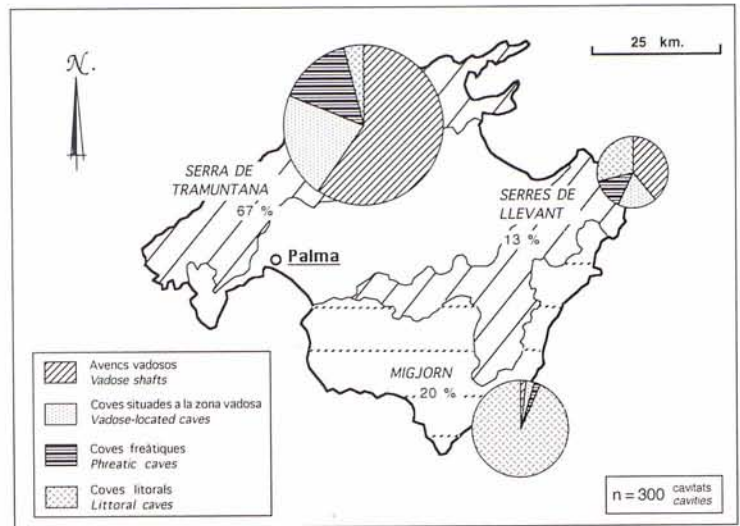 25 km.
N.
SERRA DE
TRAMUNTANA
67 %
SERRES DE
LLEVANT
13 %
Palma
MIGJORN
20 %
Avencs vadosos
Vadose shafts
Coves situades a la zona vadosa
Vadose-located caves
Coves freàtiques
Phreatic caves
Coves litorals
Littoral caves
n = 300 cavitats
cavities